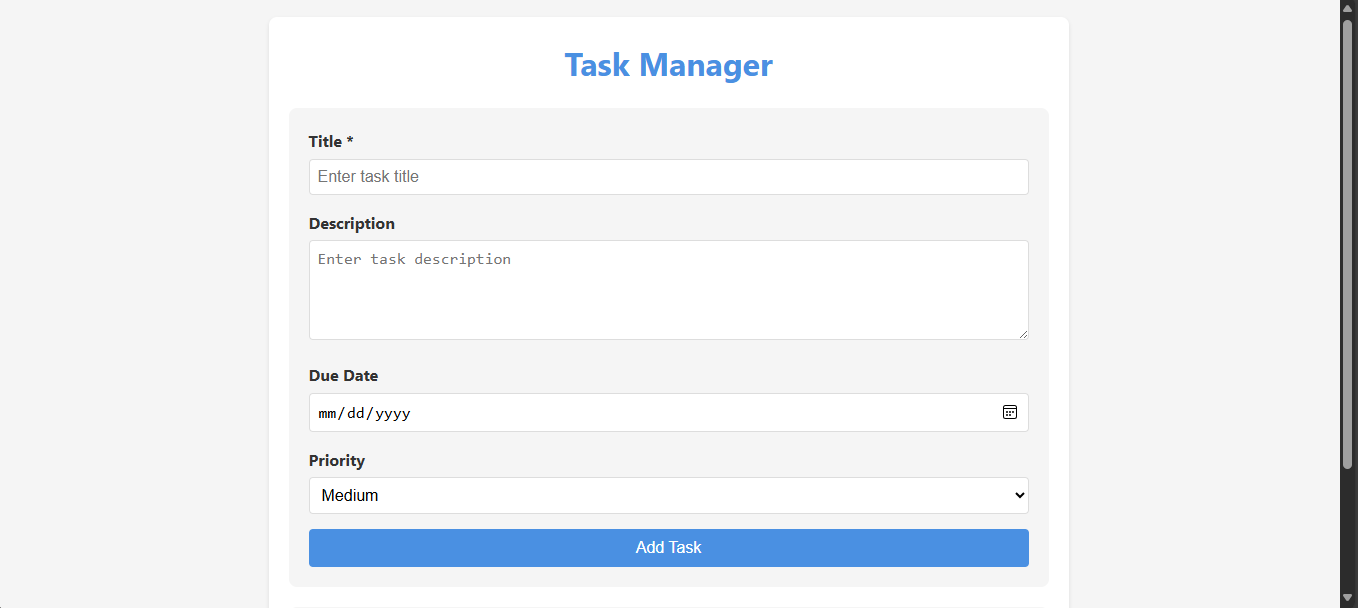 Task Manager
Title *
Enter task title
Description
Enter task description
Due Date
mm/dd/yyyy
Priority
Medium
Add Task